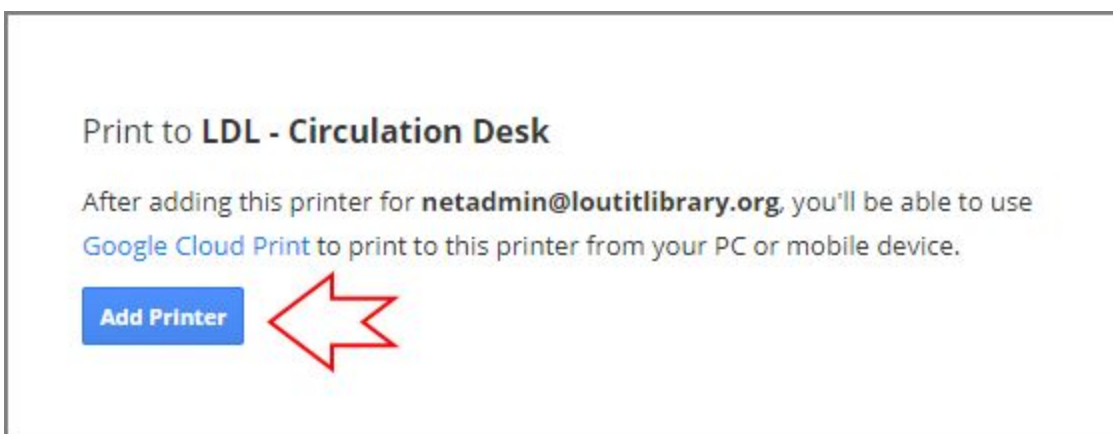 Print to LDL - Circulation Desk
After adding this printer for netadmin@loutitlibrary.org, you'll be able to use
Google Cloud Print to print to this printer from your PC or mobile device.
Add Printer